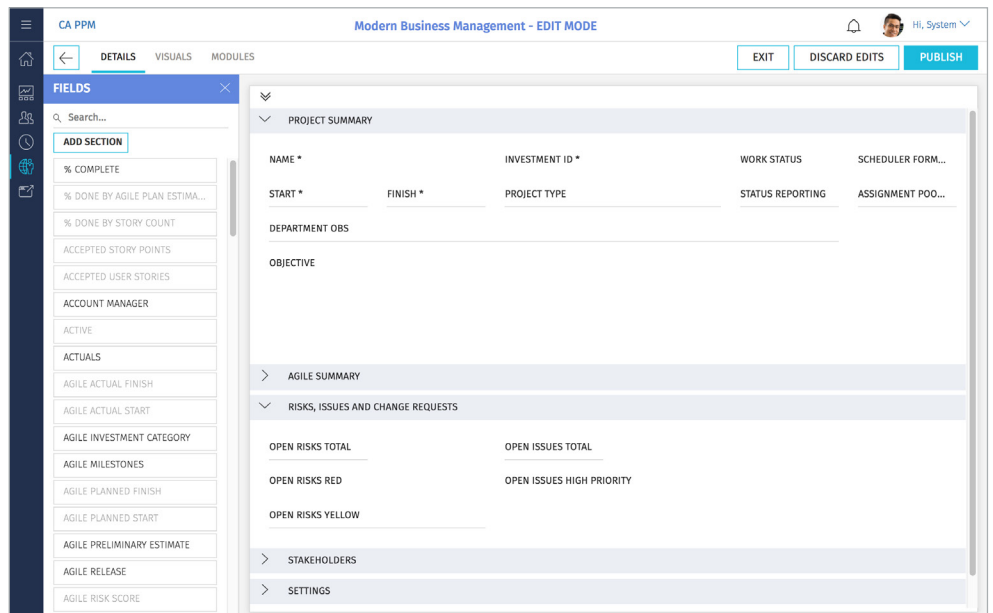 CA PPM
Modern Business Management - EDIT MODE
Hi, System
DETAILS VISUALS MODULES
EXIT DISCARD EDITS PUBLISH
FIELDS
Search...
ADD SECTION
% COMPLETE
% DONE BY AGILE PLAN ESTIMA...
% DONE BY STORY COUNT
ACCEPTED STORY POINTS
ACCEPTED USER STORIES
ACCOUNT MANAGER
ACTIVE
ACTUALS
AGILE ACTUAL FINISH
AGILE ACTUAL START
AGILE INVESTMENT CATEGORY
AGILE MILESTONES
AGILE PLANNED FINISH
AGILE PLANNED START
AGILE PRELIMINARY ESTIMATE
AGILE RELEASE
AGILE RISK SCORE
PROJECT SUMMARY
NAME * INVESTMENT ID * WORK STATUS SCHEDULER FORM...
START * FINISH * PROJECT TYPE STATUS REPORTING ASSIGNMENT POO...
DEPARTMENT OBS
OBJECTIVE
AGILE SUMMARY
RISKS, ISSUES AND CHANGE REQUESTS
OPEN RISKS TOTAL OPEN ISSUES TOTAL
OPEN RISKS RED OPEN ISSUES HIGH PRIORITY
OPEN RISKS YELLOW
STAKEHOLDERS
SETTINGS